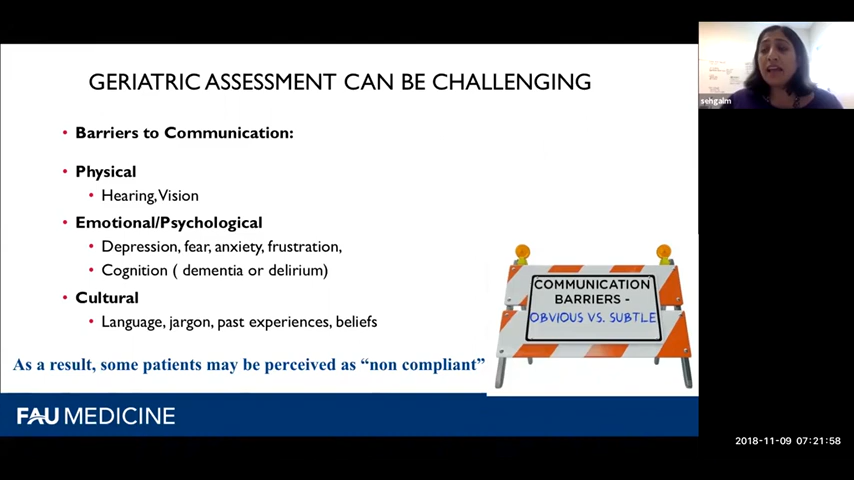 GERIATRIC ASSESSMENT CAN BE CHALLENGING
sehgalm
• Barriers to Communication:
• Physical
• Hearing,Vision
• Emotional/Psychological
• Depression, fear, anxiety, frustration,
• Cognition ( dementia or delirium)
• Cultural
• Language, jargon, past experiences, beliefs
COMMUNICATION
BARRIERS -
OBVIOUS VS. SUBTLE
As a result, some patients may be perceived as “non compliant”
FAU MEDICINE
2018-11-09 07:21:58